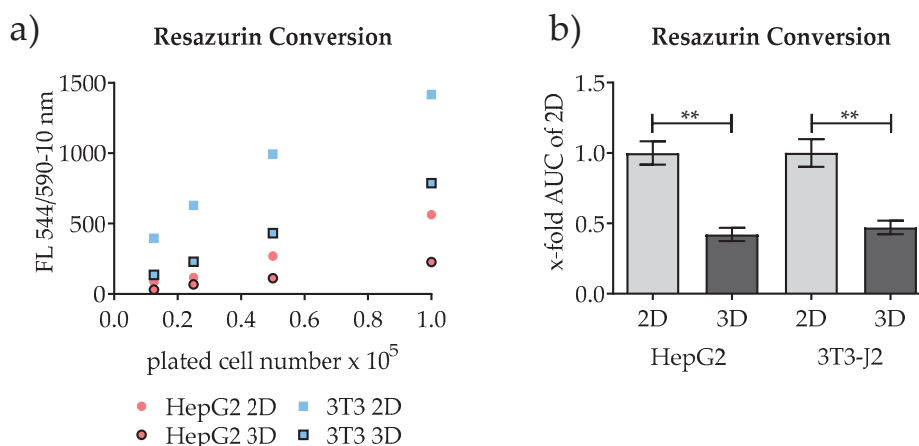 a)
Resazurin Conversion
FL 544/590-10 nm
1500
1000
500
0
0.0 0.2 0.4 0.6 0.8 1.0
plated cell number x 10⁵
HepG2 2D 3T3 2D
HepG2 3D 3T3 3D
b)
Resazurin Conversion
x-fold AUC of 2D
1.5
1.0
0.5
0.0
** **
2D 3D 2D 3D
HepG2 3T3-J2